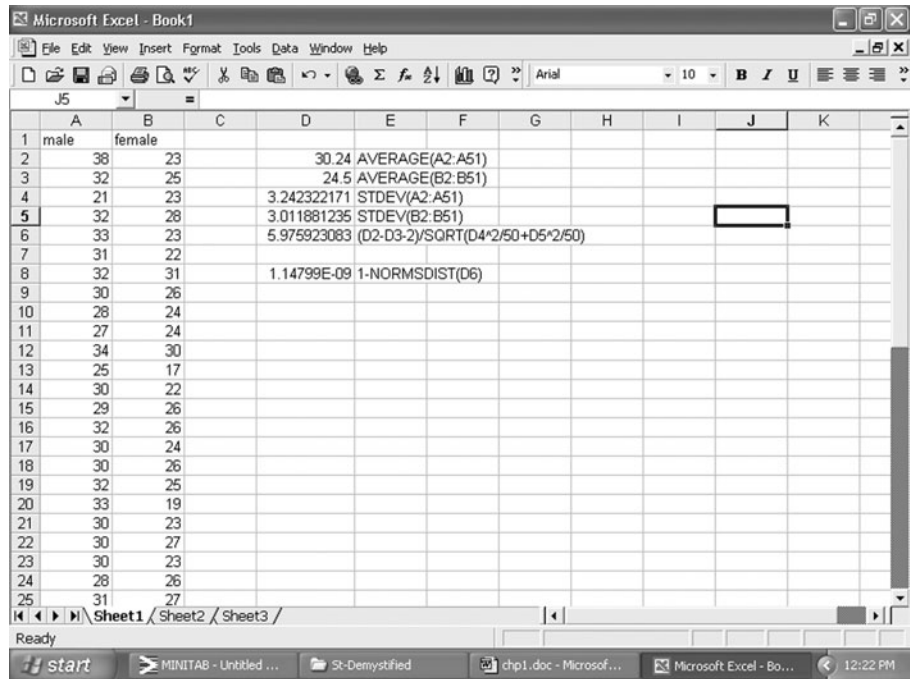 Microsoft Excel - Book1
File Edit View Insert Format Tools Data Window Help
Arial 10 B I U
J5 =
A B C D E F G H I J K
1 male female
2 38 23 30.24 AVERAGE(A2:A51)
3 32 25 24.5 AVERAGE(B2:B51)
4 21 23 3.242322171 STDEV(A2:A51)
5 32 28 3.011881235 STDEV(B2:B51)
6 33 23 5.975923083 (D2-D3-2)/SQRT(D4^2/50+D5^2/50)
7 31 22
8 32 31 1.14799E-09 1-NORMSDIST(D6)
9 30 26
10 28 24
11 27 24
12 34 30
13 25 17
14 30 22
15 29 26
16 32 26
17 30 24
18 30 26
19 32 25
20 33 19
21 30 23
22 30 27
23 30 23
24 28 26
25 31 27
Sheet1 / Sheet2 / Sheet3 /
Ready
start MINITAB - Untitled ... St-Demystified chp1.doc - Microsof... Microsoft Excel - Bo... 12:22 PM